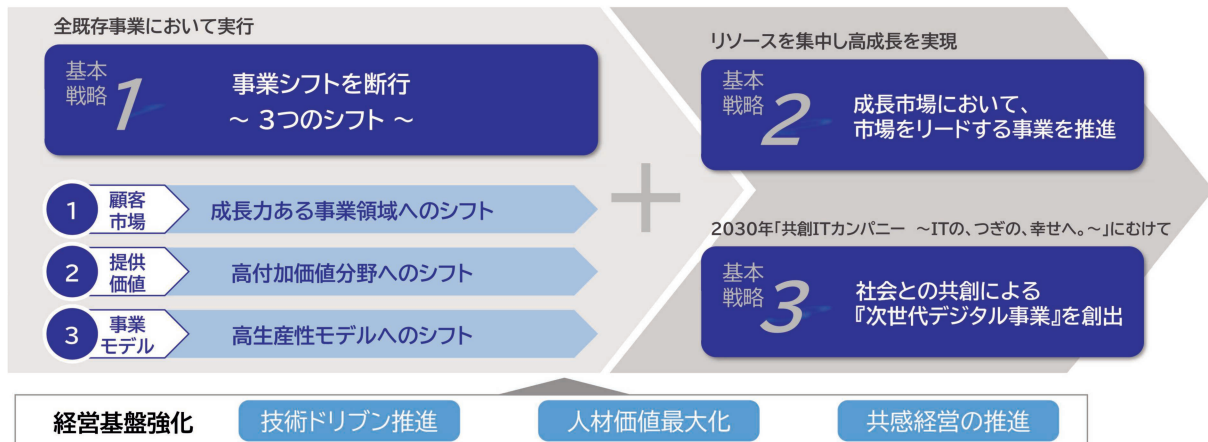 全既存事業において実行
基本
戦略
1
事業シフトを断行
～ 3つのシフト ～
1
顧客
市場
成長力ある事業領域へのシフト
2
提供
価値
高付加価値分野へのシフト
3
事業
モデル
高生産性モデルへのシフト
+
リソースを集中し高成長を実現
基本
戦略
2
成長市場において、
市場をリードする事業を推進
2030年「共創ITカンパニー ～ITの、つぎの、幸せへ。～」にむけて
基本
戦略
3
社会との共創による
『次世代デジタル事業』を創出
経営基盤強化
技術ドリブン推進
人材価値最大化
共感経営の推進